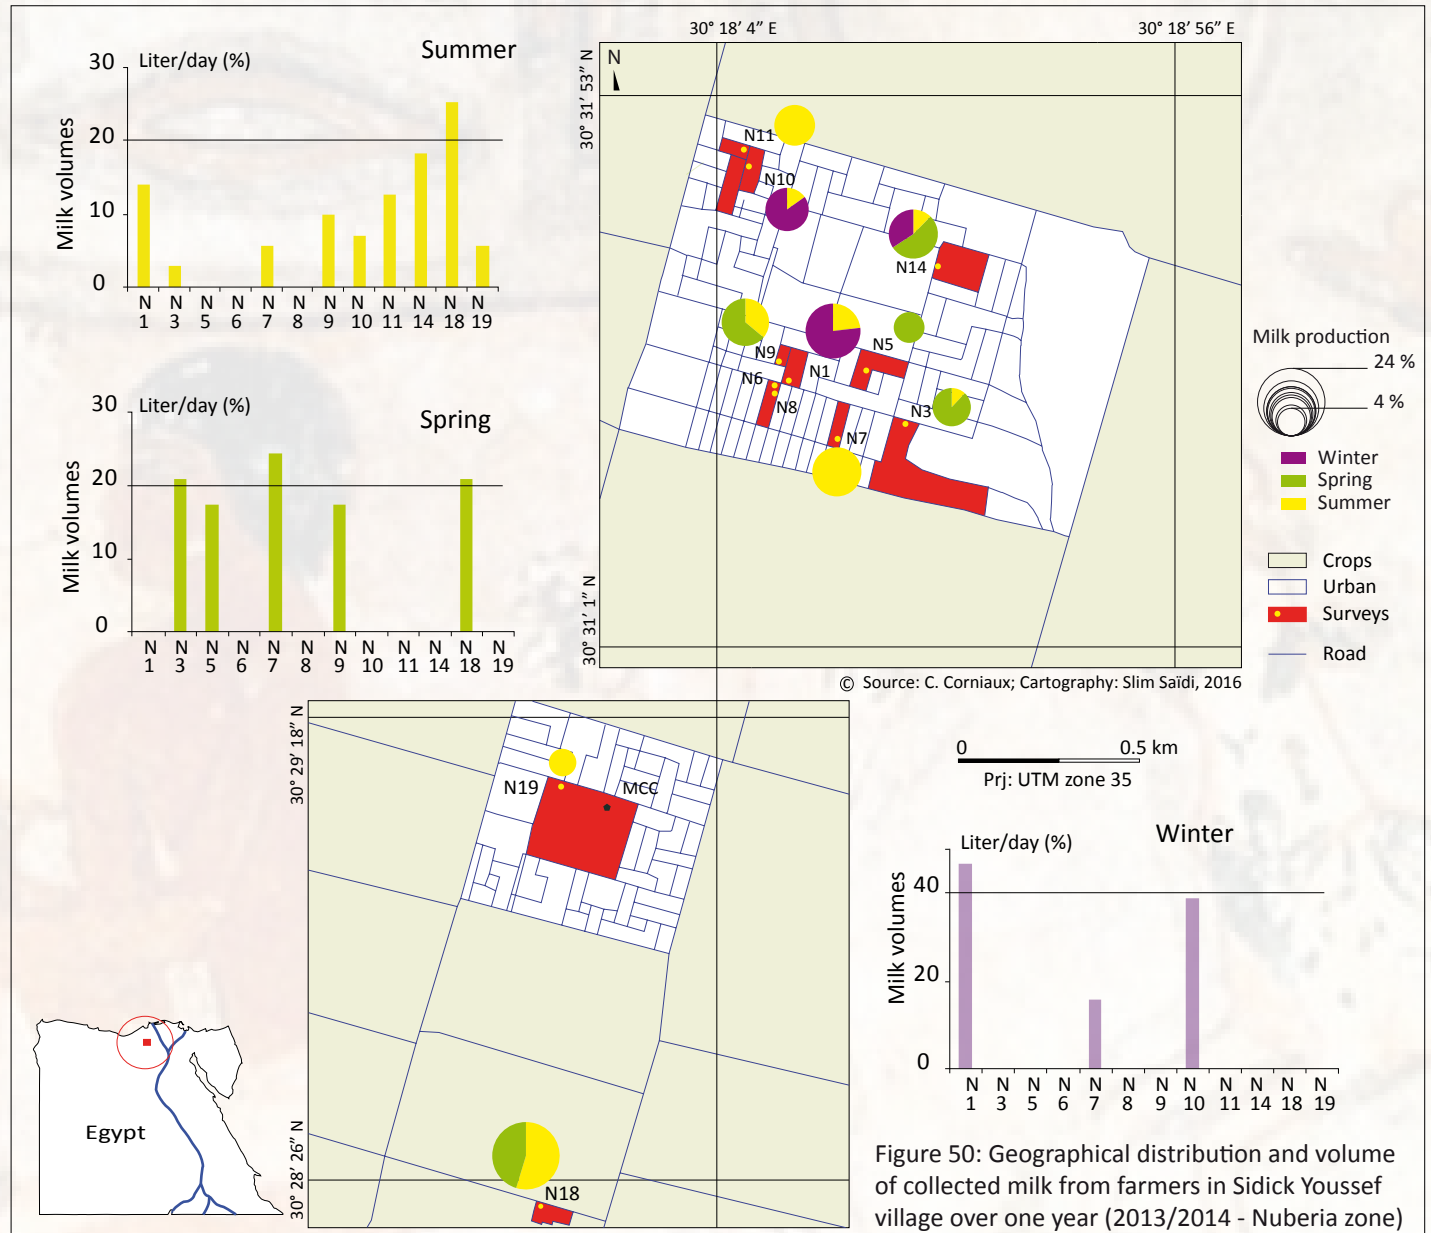 Summer
Liter/day (%)
Milk volumes
30
20
10
0
N N N N N N N N N N N N
1 3 5 6 7 8 9 10 11 14 18 19
Spring
Liter/day (%)
Milk volumes
30
20
10
0
N N N N N N N N N N N N
1 3 5 6 7 8 9 10 11 14 18 19
30° 18' 4" E
30° 18' 56" E
30° 31' 53" N
30° 31' 1" N
N
N11
N10
N14
N9
N1
N5
N6
N8
N3
N7
Milk production
24 %
4 %
Winter
Spring
Summer
Crops
Urban
Surveys
Road
© Source: C. Corniaux; Cartography: Slim Saïdi, 2016
30° 29' 18" N
30° 28' 26" N
N19
MCC
N18
0 0.5 km
Prj: UTM zone 35
Winter
Liter/day (%)
Milk volumes
40
20
0
N N N N N N N N N N N N
1 3 5 6 7 8 9 10 11 14 18 19
Egypt
Figure 50: Geographical distribution and volume
of collected milk from farmers in Sidick Youssef
village over one year (2013/2014 - Nuberia zone)